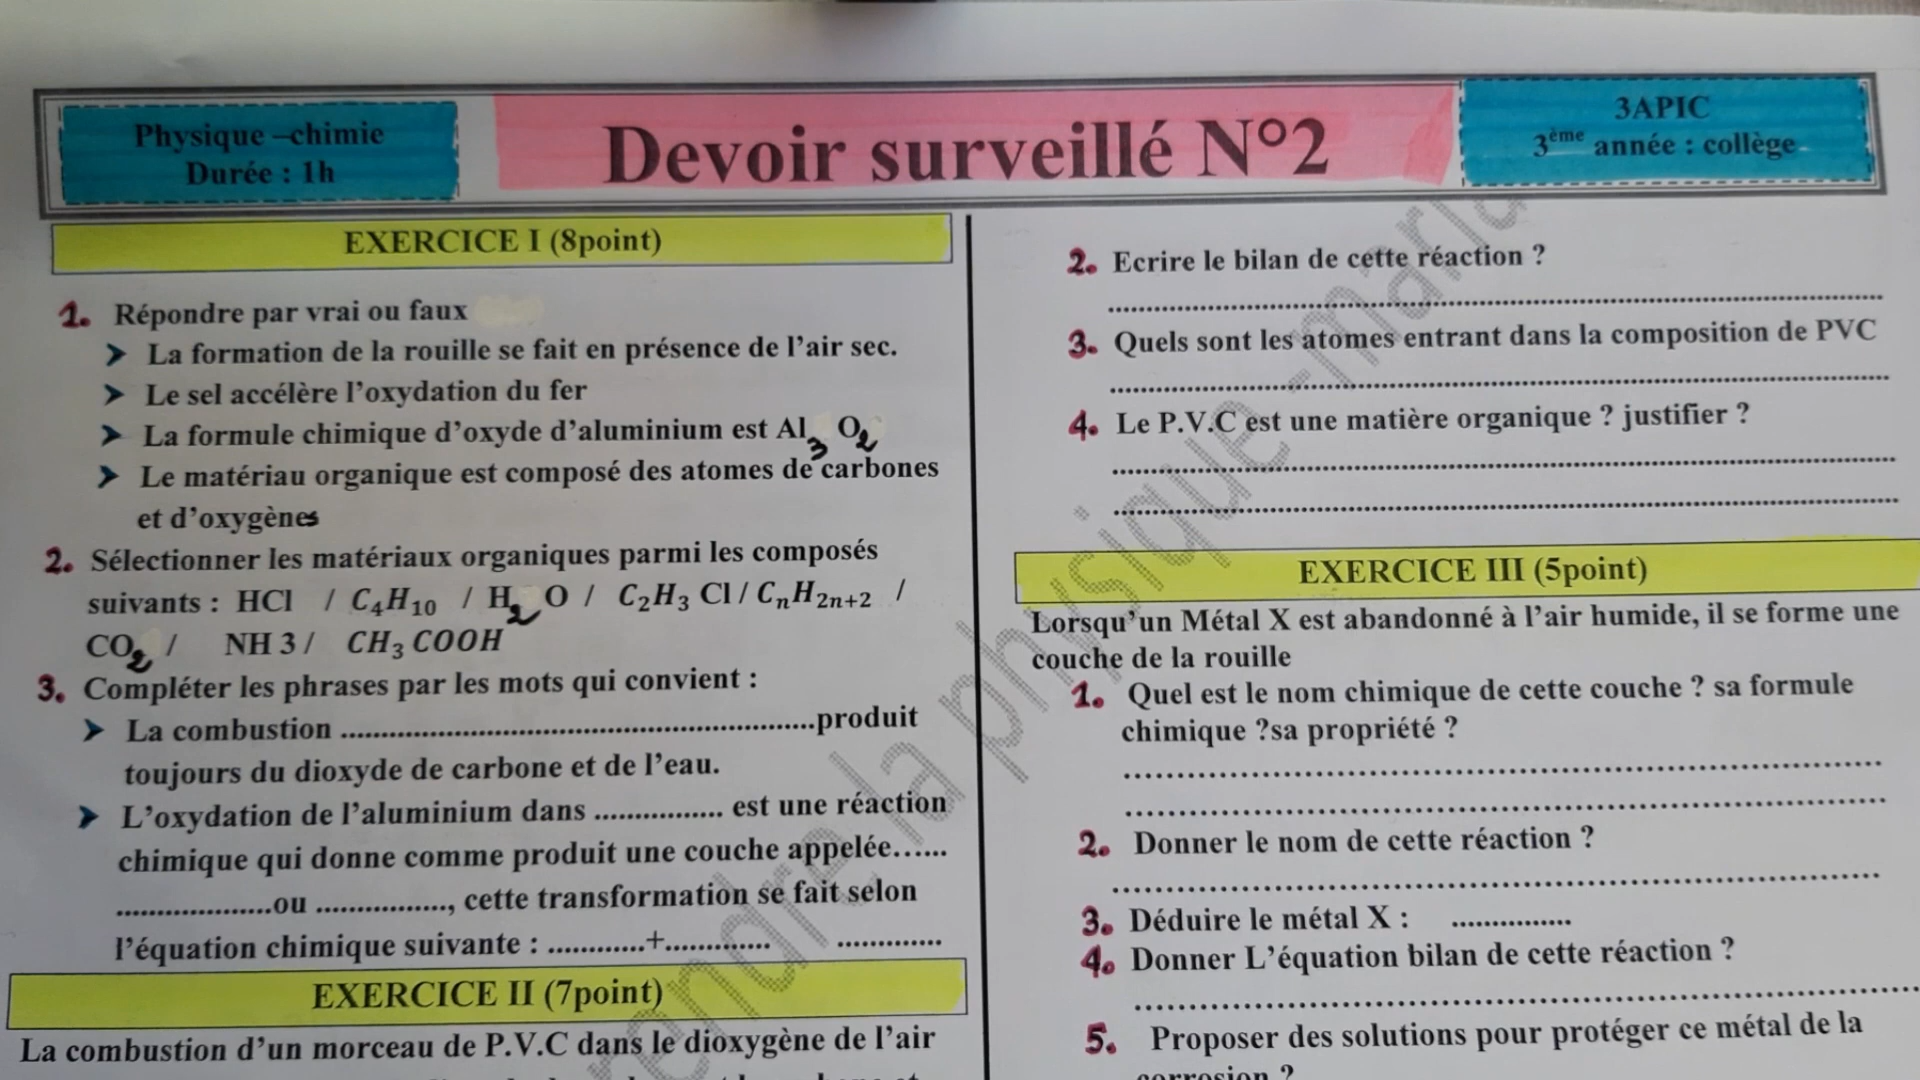 Physique –chimie
Durée : 1h
Devoir surveillé N°2
3APIC
3ème année : collège
EXERCICE I (8point)
1. Répondre par vrai ou faux
➤ La formation de la rouille se fait en présence de l'air sec.
➤ Le sel accélère l'oxydation du fer
➤ La formule chimique d'oxyde d'aluminium est Al3 O2
➤ Le matériau organique est composé des atomes de carbones
et d'oxygènes
2. Sélectionner les matériaux organiques parmi les composés
suivants : HCl / C4H10 / H2 O / C2H3 Cl / CnH2n+2 /
CO2 / NH 3 / CH3 COOH
3. Compléter les phrases par les mots qui convient :
➤ La combustion ................................................produit
toujours du dioxyde de carbone et de l'eau.
➤ L'oxydation de l'aluminium dans ................ est une réaction
chimique qui donne comme produit une couche appelée......
....................ou ................., cette transformation se fait selon
l'équation chimique suivante : ............+............. .............
EXERCICE II (7point)
La combustion d'un morceau de P.V.C dans le dioxygène de l'air
2. Ecrire le bilan de cette réaction ?
3. Quels sont les atomes entrant dans la composition de PVC
4. Le P.V.C est une matière organique ? justifier ?
EXERCICE III (5point)
Lorsqu'un Métal X est abandonné à l'air humide, il se forme une
couche de la rouille
1. Quel est le nom chimique de cette couche ? sa formule
chimique ?sa propriété ?
2. Donner le nom de cette réaction ?
3. Déduire le métal X : ...............
4. Donner L'équation bilan de cette réaction ?
5. Proposer des solutions pour protéger ce métal de la
corrosion ?
la physique